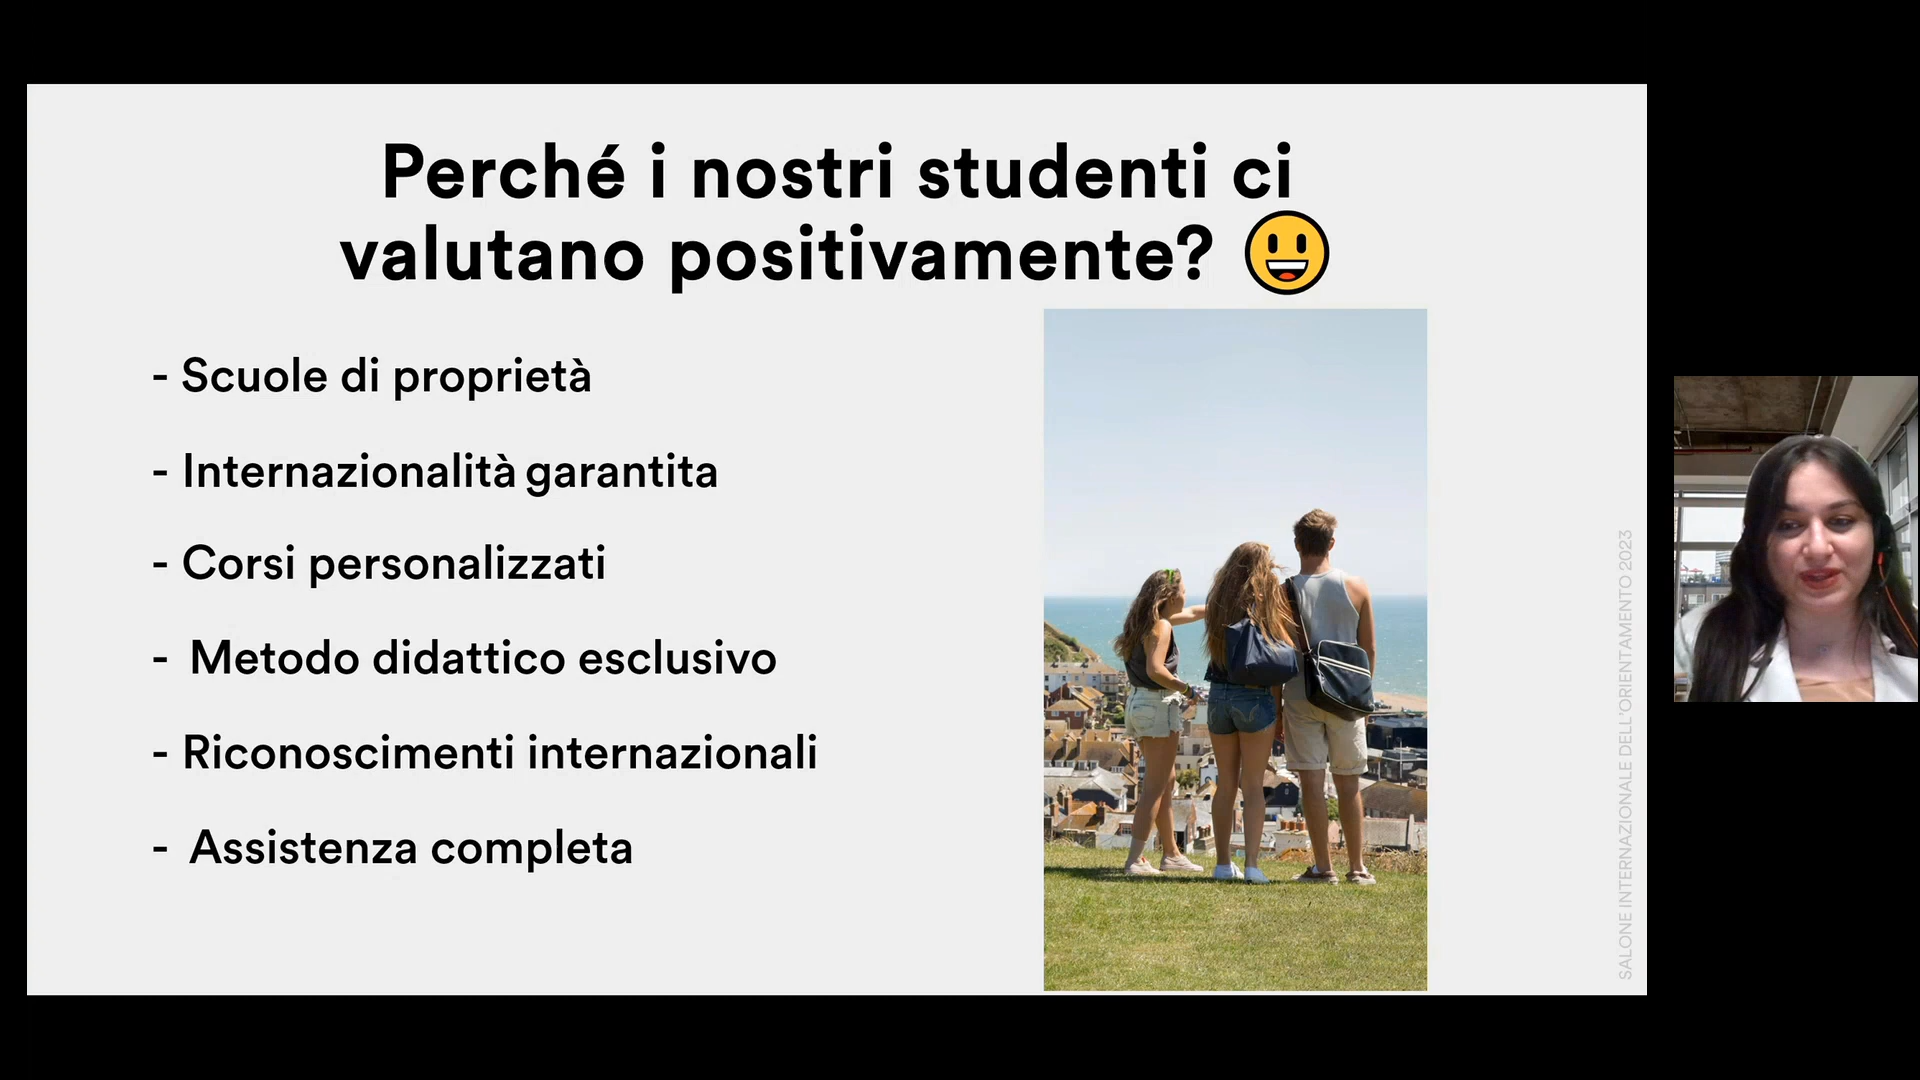 Perché i nostri studenti ci
valutano positivamente? 😃
- Scuole di proprietà
- Internazionalità garantita
- Corsi personalizzati
- Metodo didattico esclusivo
- Riconoscimenti internazionali
- Assistenza completa
SALONE INTERNAZIONALE DELL'ORIENTAMENTO 2023